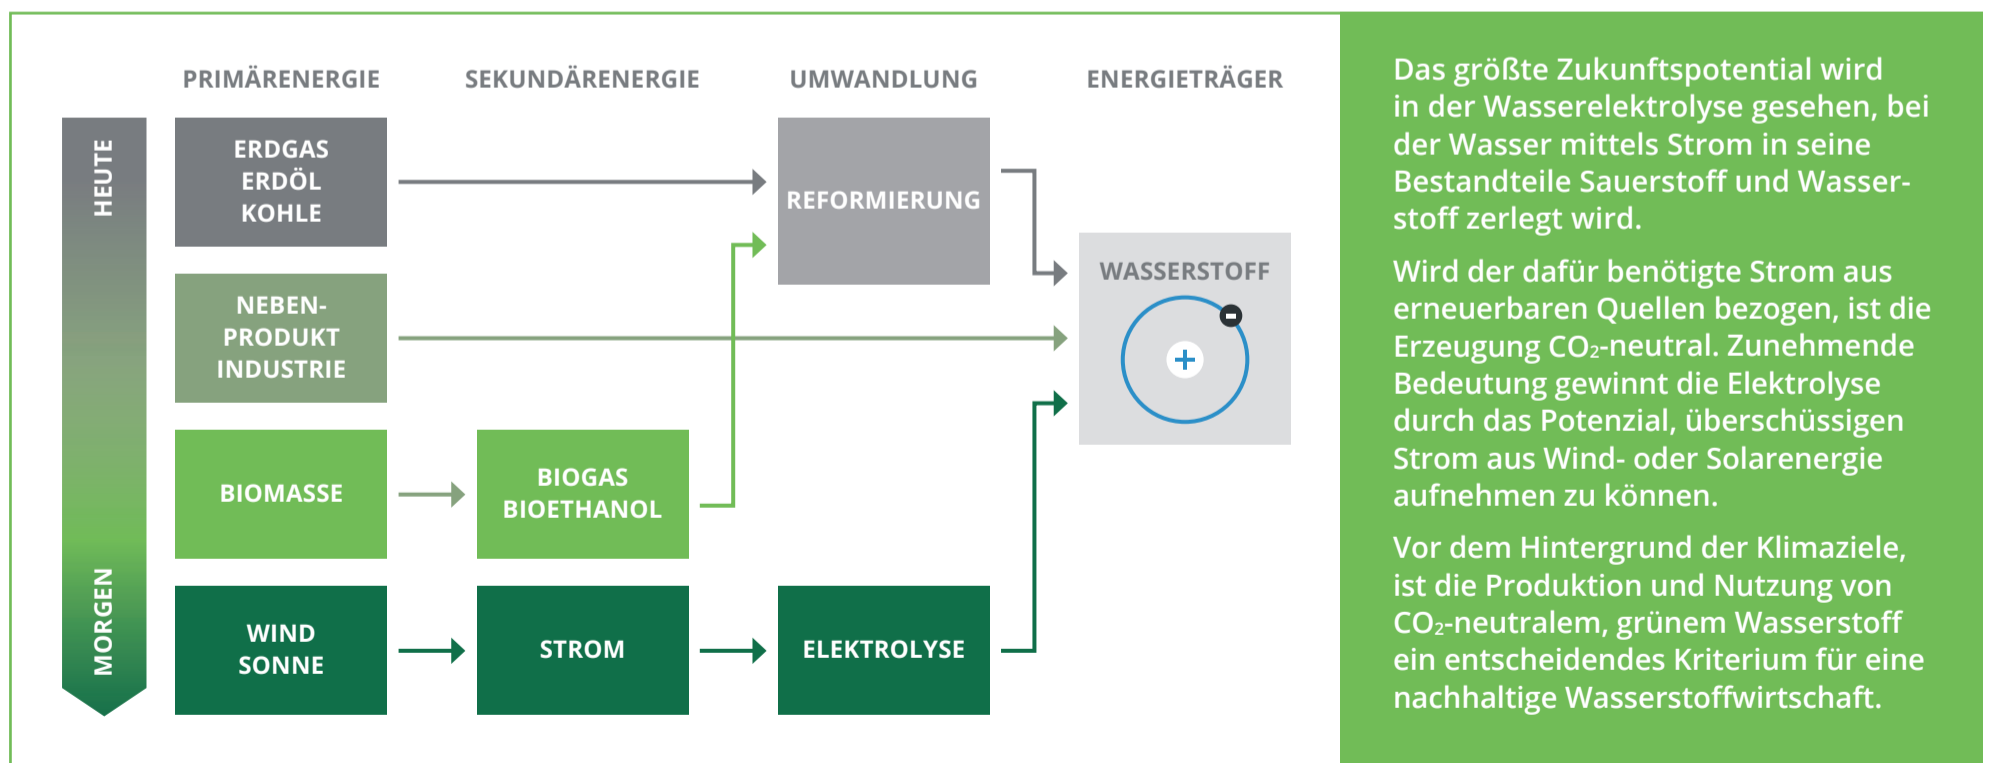 PRIMÄRENERGIE
SEKUNDÄRENERGIE
UMWANDLUNG
ENERGIETRÄGER
HEUTE
MORGEN
ERDGAS
ERDÖL
KOHLE
REFORMIERUNG
NEBEN-
PRODUKT
INDUSTRIE
WASSERSTOFF
BIOMASSE
BIOGAS
BIOETHANOL
WIND
SONNE
STROM
ELEKTROLYSE
Das größte Zukunftspotential wird
in der Wasserelektrolyse gesehen, bei
der Wasser mittels Strom in seine
Bestandteile Sauerstoff und Wasser-
stoff zerlegt wird.
Wird der dafür benötigte Strom aus
erneuerbaren Quellen bezogen, ist die
Erzeugung CO₂-neutral. Zunehmende
Bedeutung gewinnt die Elektrolyse
durch das Potenzial, überschüssigen
Strom aus Wind- oder Solarenergie
aufnehmen zu können.
Vor dem Hintergrund der Klimaziele,
ist die Produktion und Nutzung von
CO₂-neutralem, grünem Wasserstoff
ein entscheidendes Kriterium für eine
nachhaltige Wasserstoffwirtschaft.